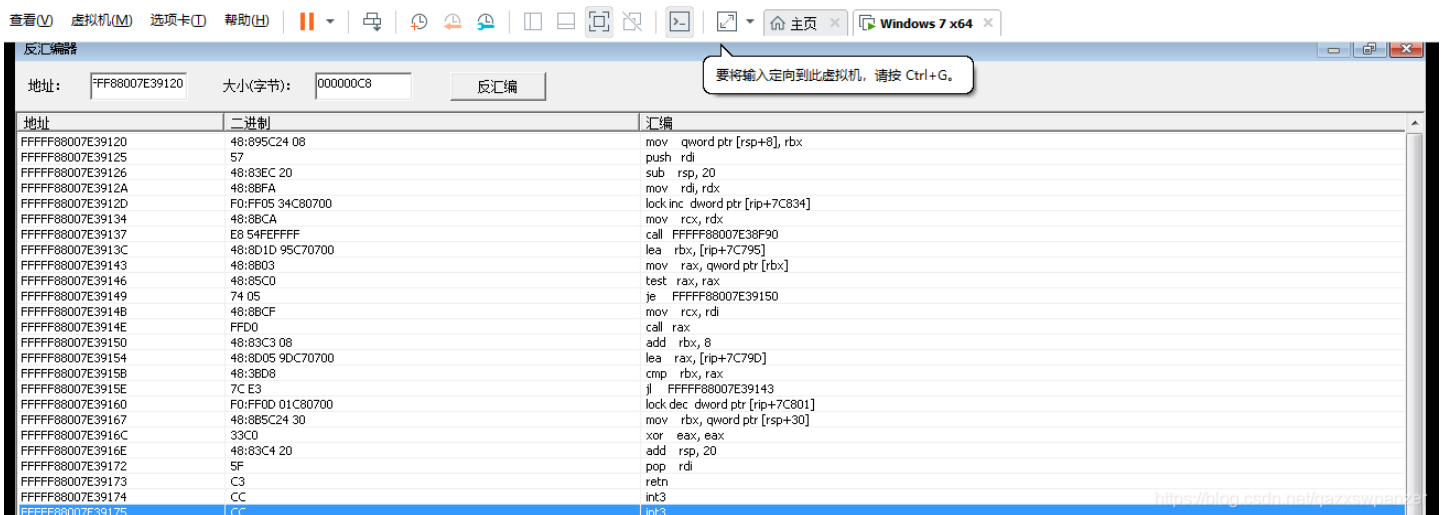 查看(V) 虚拟机(M) 选项卡(T) 帮助(H) 主页 × Windows 7 x64 ×
反汇编器
要将输入定向到此虚拟机，请按 Ctrl+G。
地址： FFF88007E39120 大小(字节)： 000000C8 反汇编
地址 二进制 汇编
FFFFF88007E39120 48:895C24 08 mov qword ptr [rsp+8], rbx
FFFFF88007E39125 57 push rdi
FFFFF88007E39126 48:83EC 20 sub rsp, 20
FFFFF88007E3912A 48:8BFA mov rdi, rdx
FFFFF88007E3912D F0:FF05 34C80700 lock inc dword ptr [rip+7C834]
FFFFF88007E39134 48:8BCA mov rcx, rdx
FFFFF88007E39137 E8 54FEFFFF call FFFFF88007E38F90
FFFFF88007E3913C 48:8D1D 95C70700 lea rbx, [rip+7C795]
FFFFF88007E39143 48:8B03 mov rax, qword ptr [rbx]
FFFFF88007E39146 48:85C0 test rax, rax
FFFFF88007E39149 74 05 je FFFFF88007E39150
FFFFF88007E3914B 48:8BCF mov rcx, rdi
FFFFF88007E3914E FFD0 call rax
FFFFF88007E39150 48:83C3 08 add rbx, 8
FFFFF88007E39154 48:8D05 9DC70700 lea rax, [rip+7C79D]
FFFFF88007E3915B 48:3BD8 cmp rbx, rax
FFFFF88007E3915E 7C E3 jl FFFFF88007E39143
FFFFF88007E39160 F0:FF0D 01C80700 lock dec dword ptr [rip+7C801]
FFFFF88007E39167 48:8B5C24 30 mov rbx, qword ptr [rsp+30]
FFFFF88007E3916C 33C0 xor eax, eax
FFFFF88007E3916E 48:83C4 20 add rsp, 20
FFFFF88007E39172 5F pop rdi
FFFFF88007E39173 C3 retn
FFFFF88007E39174 CC int3
FFFFF88007E39175 CC int3
https://blog.csdn.net/qazxswpanzer